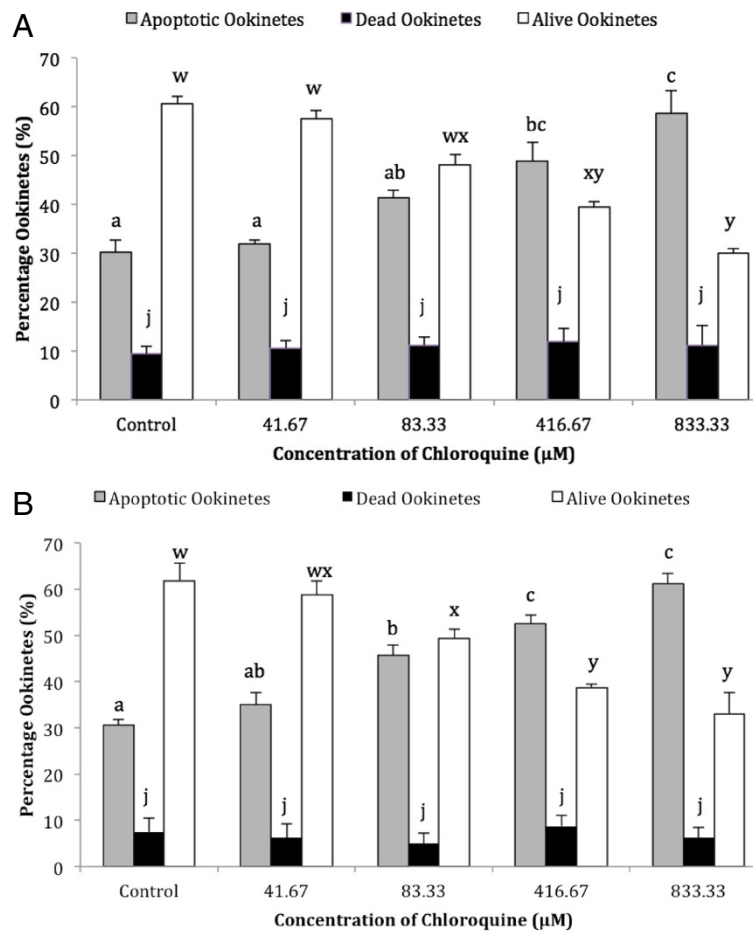 A
Apoptotic Ookinetes Dead Ookinetes Alive Ookinetes
Percentage Ookinetes (%)
70
60
50
40
30
20
10
0
a j w
a j w
ab j wx
bc j xy
c j y
Control 41.67 83.33 416.67 833.33
Concentration of Chloroquine (µM)
B
Apoptotic Ookinetes Dead Ookinetes Alive Ookinetes
Percentage Ookinetes (%)
70
60
50
40
30
20
10
0
a j w
ab j wx
b j x
c j y
c j y
Control 41.67 83.33 416.67 833.33
Concentration of Chloroquine (µM)